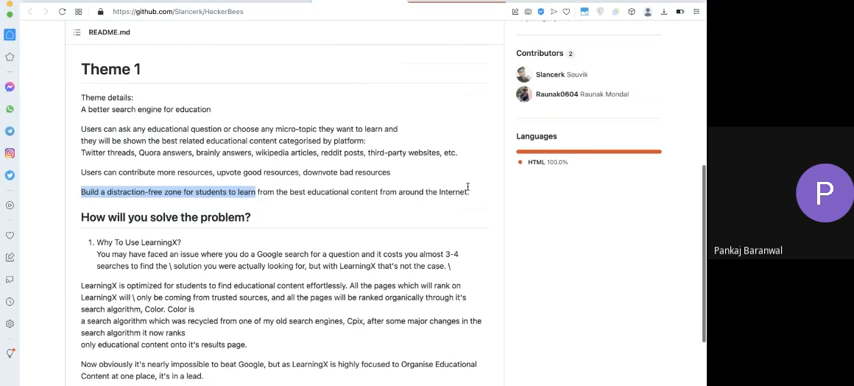 https://github.com/Slancerk/HackerBees
README.md
Theme 1
Theme details:
A better search engine for education
Users can ask any educational question or choose any micro-topic they want to learn and
they will be shown the best related educational content categorised by platform:
Twitter threads, Quora answers, brainly answers, wikipedia articles, reddit posts, third-party websites, etc.
Users can contribute more resources, upvote good resources, downvote bad resources
Build a distraction-free zone for students to learn from the best educational content from around the Internet.
How will you solve the problem?
1. Why To Use LearningX?
You may have faced an issue where you do a Google search for a question and it costs you almost 3-4
searches to find the \ solution you were actually looking for, but with LearningX that's not the case. \
LearningX is optimized for students to find educational content effortlessly. All the pages which will rank on
LearningX will \ only be coming from trusted sources, and all the pages will be ranked organically through it's
search algorithm, Color. Color is
a search algorithm which was recycled from one of my old search engines, Cpix, after some major changes in the
search algorithm it now ranks
only educational content onto it's results page.
Now obviously it's nearly impossible to beat Google, but as LearningX is highly focused to Organise Educational
Content at one place, it's in a lead.
Contributors 2
Slancerk Souvik
Raunak0604 Raunak Mondal
Languages
HTML 100.0%
P
Pankaj Baranwal